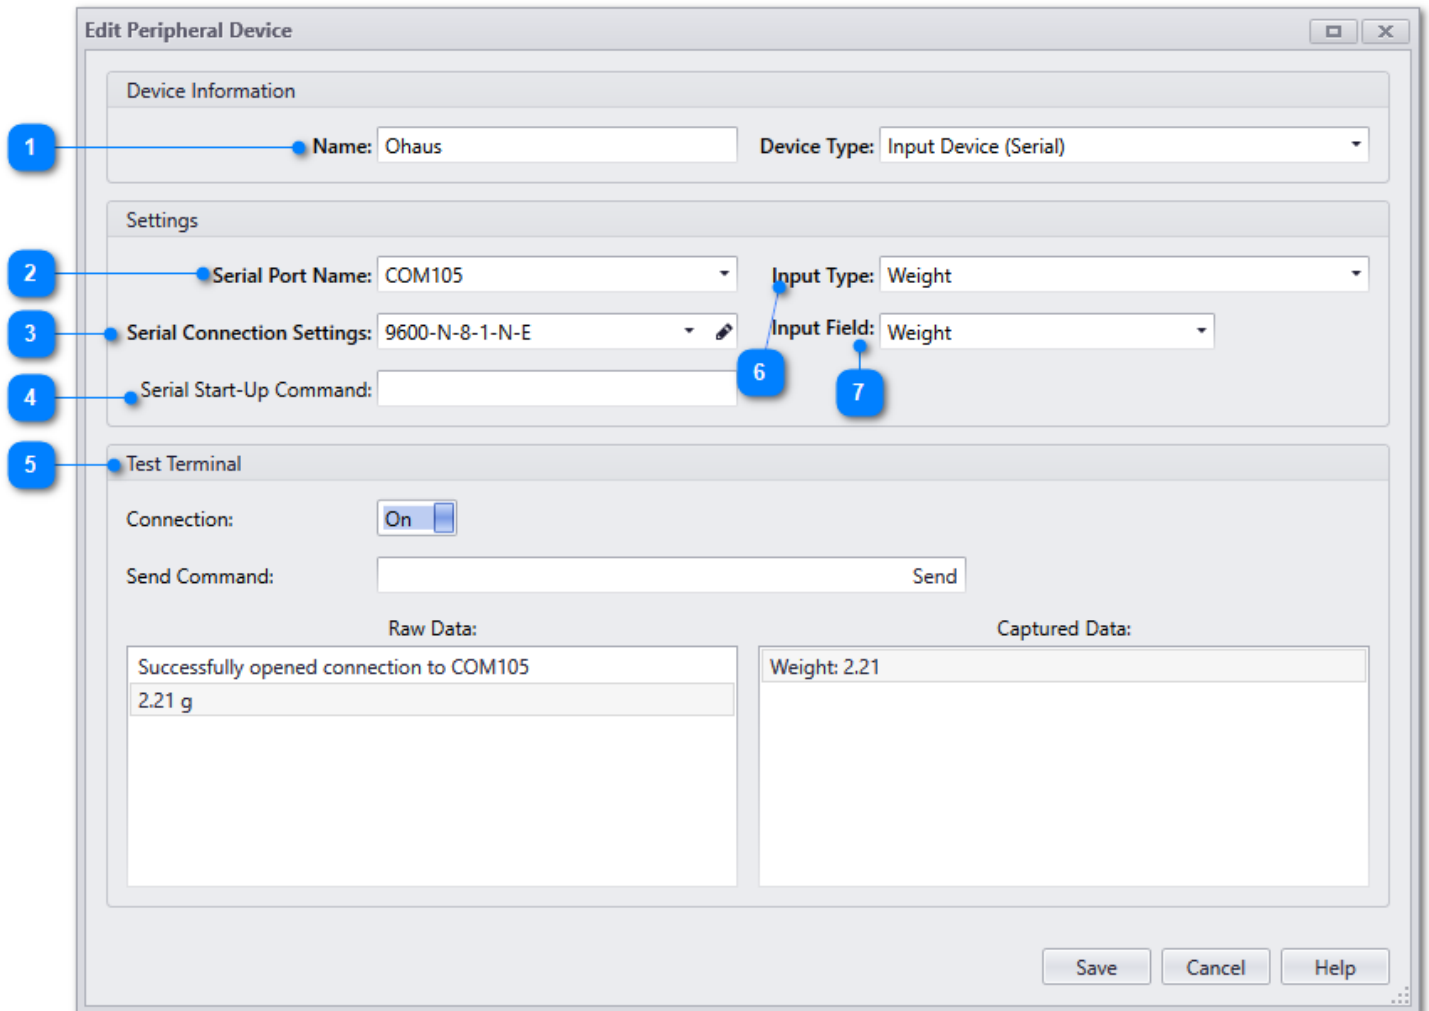 Edit Peripheral Device
Device Information
1
Name: Ohaus Device Type: Input Device (Serial)
Settings
2
Serial Port Name: COM105 Input Type: Weight
3
Serial Connection Settings: 9600-N-8-1-N-E Input Field: Weight
6
7
4
Serial Start-Up Command:
5
Test Terminal
Connection: On
Send Command: Send
Raw Data: Captured Data:
Successfully opened connection to COM105 Weight: 2.21
2.21 g
Save Cancel Help